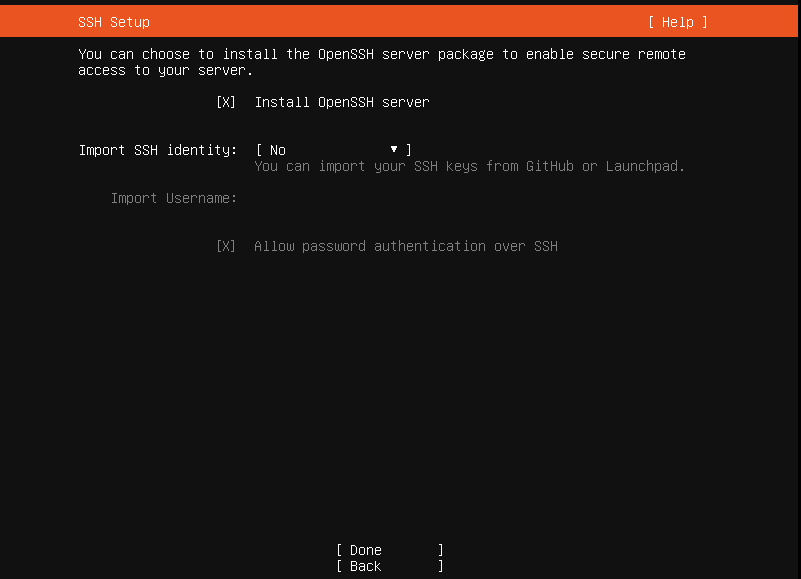 SSH Setup [ Help ]
You can choose to install the OpenSSH server package to enable secure remote
access to your server.
[X] Install OpenSSH server
Import SSH identity: [ No ▾ ]
You can import your SSH keys from GitHub or Launchpad.
Import Username:
[X] Allow password authentication over SSH
[ Done ]
[ Back ]